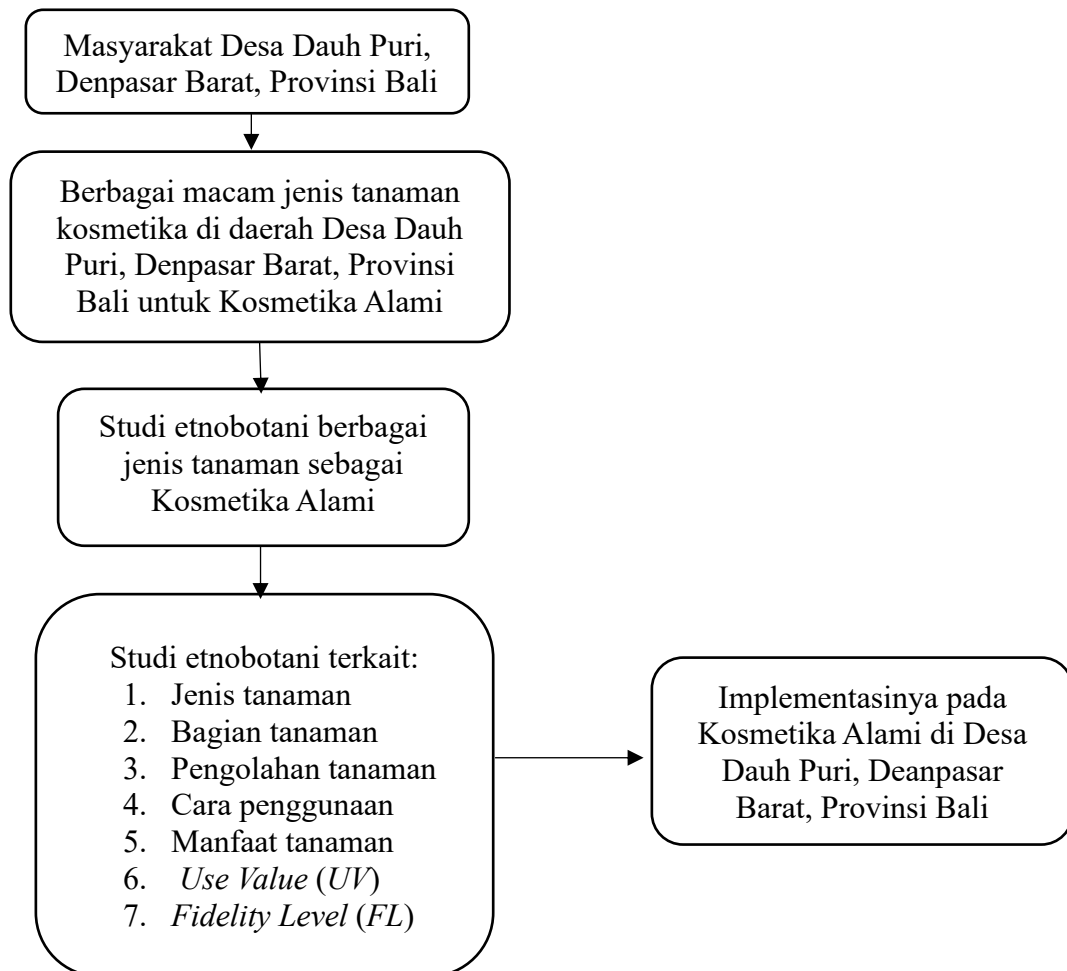 Masyarakat Desa Dauh Puri,
Denpasar Barat, Provinsi Bali
Berbagai macam jenis tanaman
kosmetika di daerah Desa Dauh
Puri, Denpasar Barat, Provinsi
Bali untuk Kosmetika Alami
Studi etnobotani berbagai
jenis tanaman sebagai
Kosmetika Alami
Studi etnobotani terkait:
1. Jenis tanaman
2. Bagian tanaman
3. Pengolahan tanaman
4. Cara penggunaan
5. Manfaat tanaman
6. Use Value (UV)
7. Fidelity Level (FL)
Implementasinya pada
Kosmetika Alami di Desa
Dauh Puri, Deanpasar
Barat, Provinsi Bali